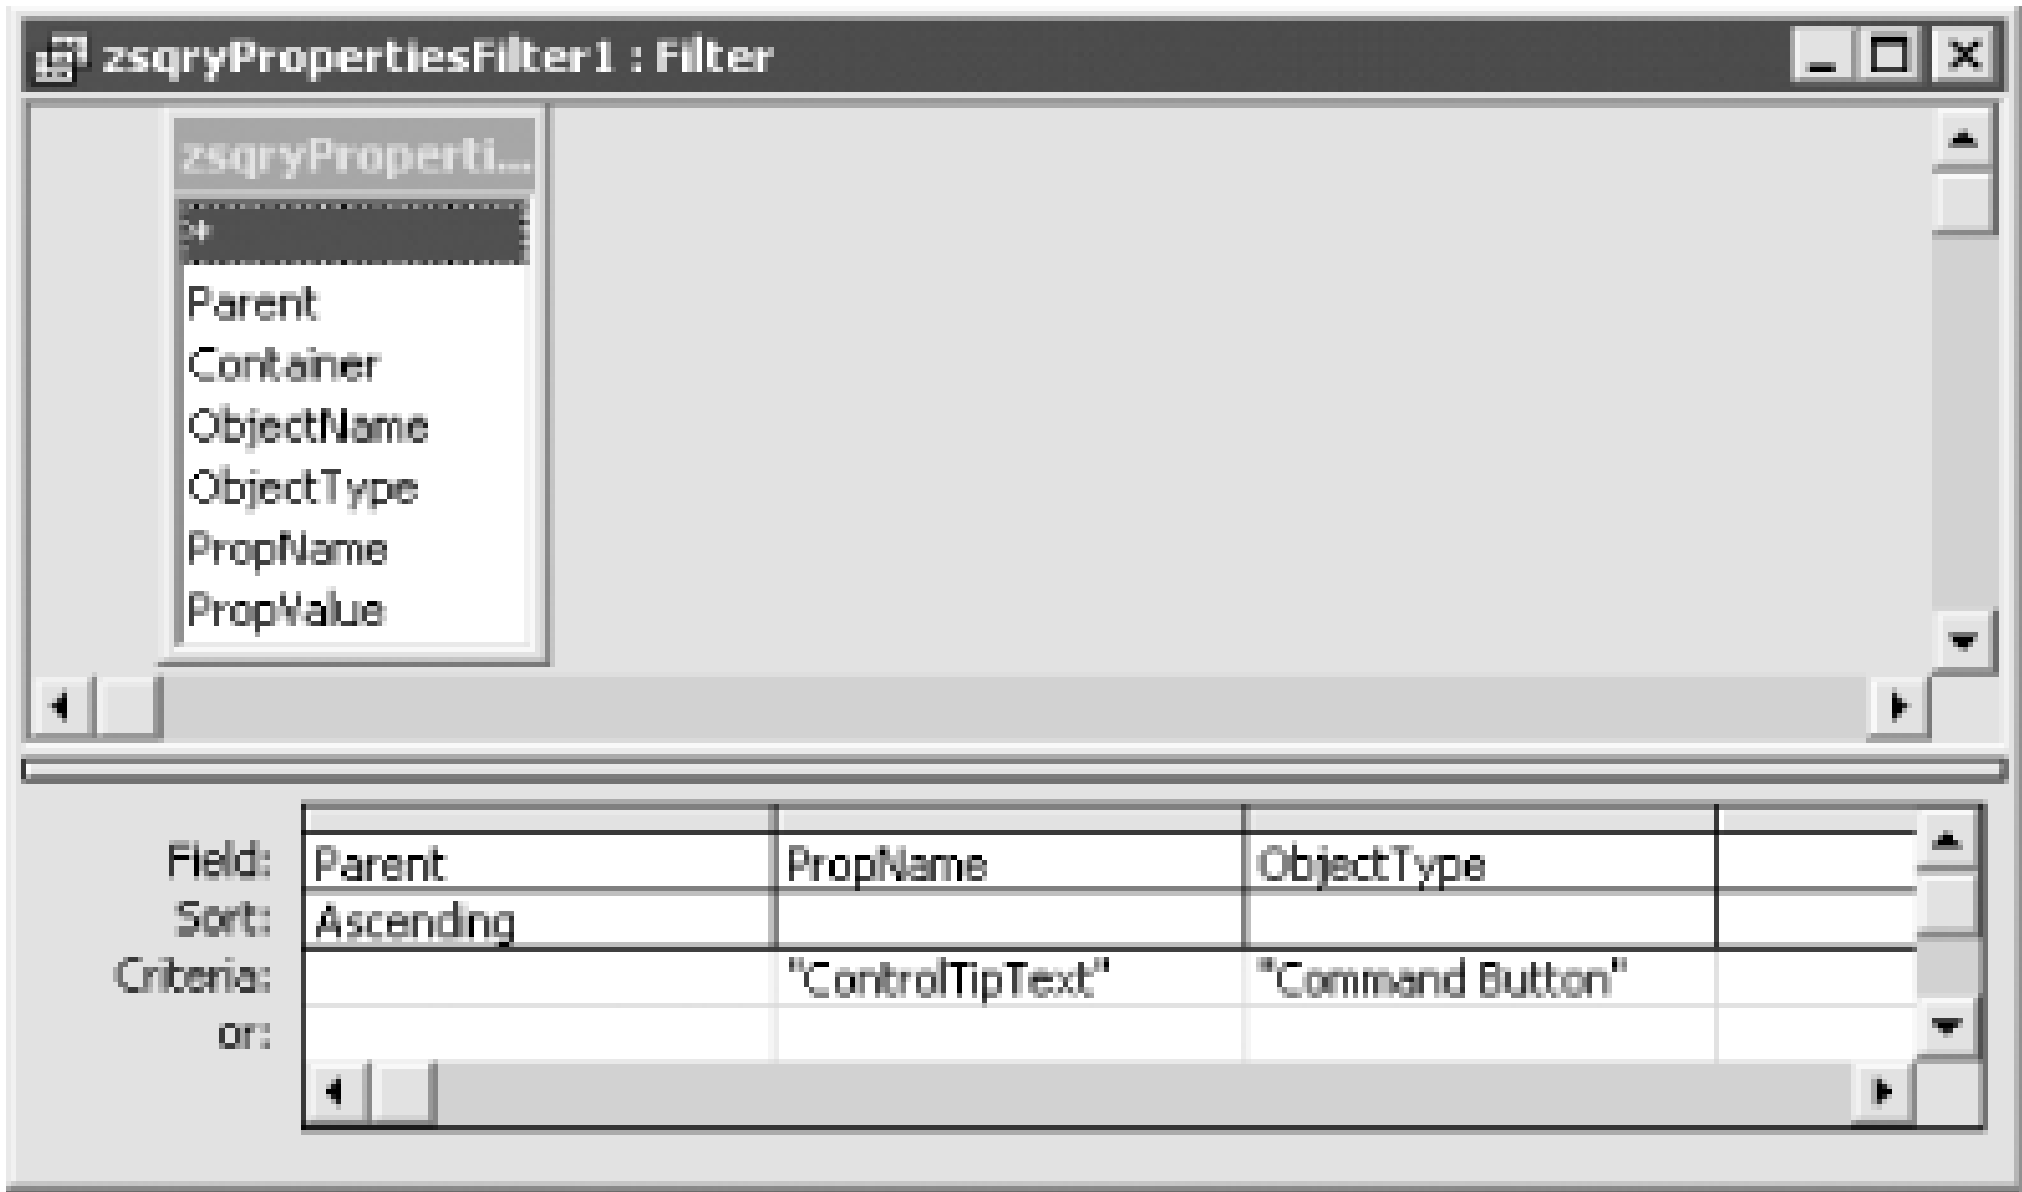 zsqryPropertiesFilter1 : Filter
zsqryProperti...
*
Parent
Container
ObjectName
ObjectType
PropName
PropValue
Field: Parent PropName ObjectType
Sort: Ascending
Criteria: "ControlTipText" "Command Button"
or: